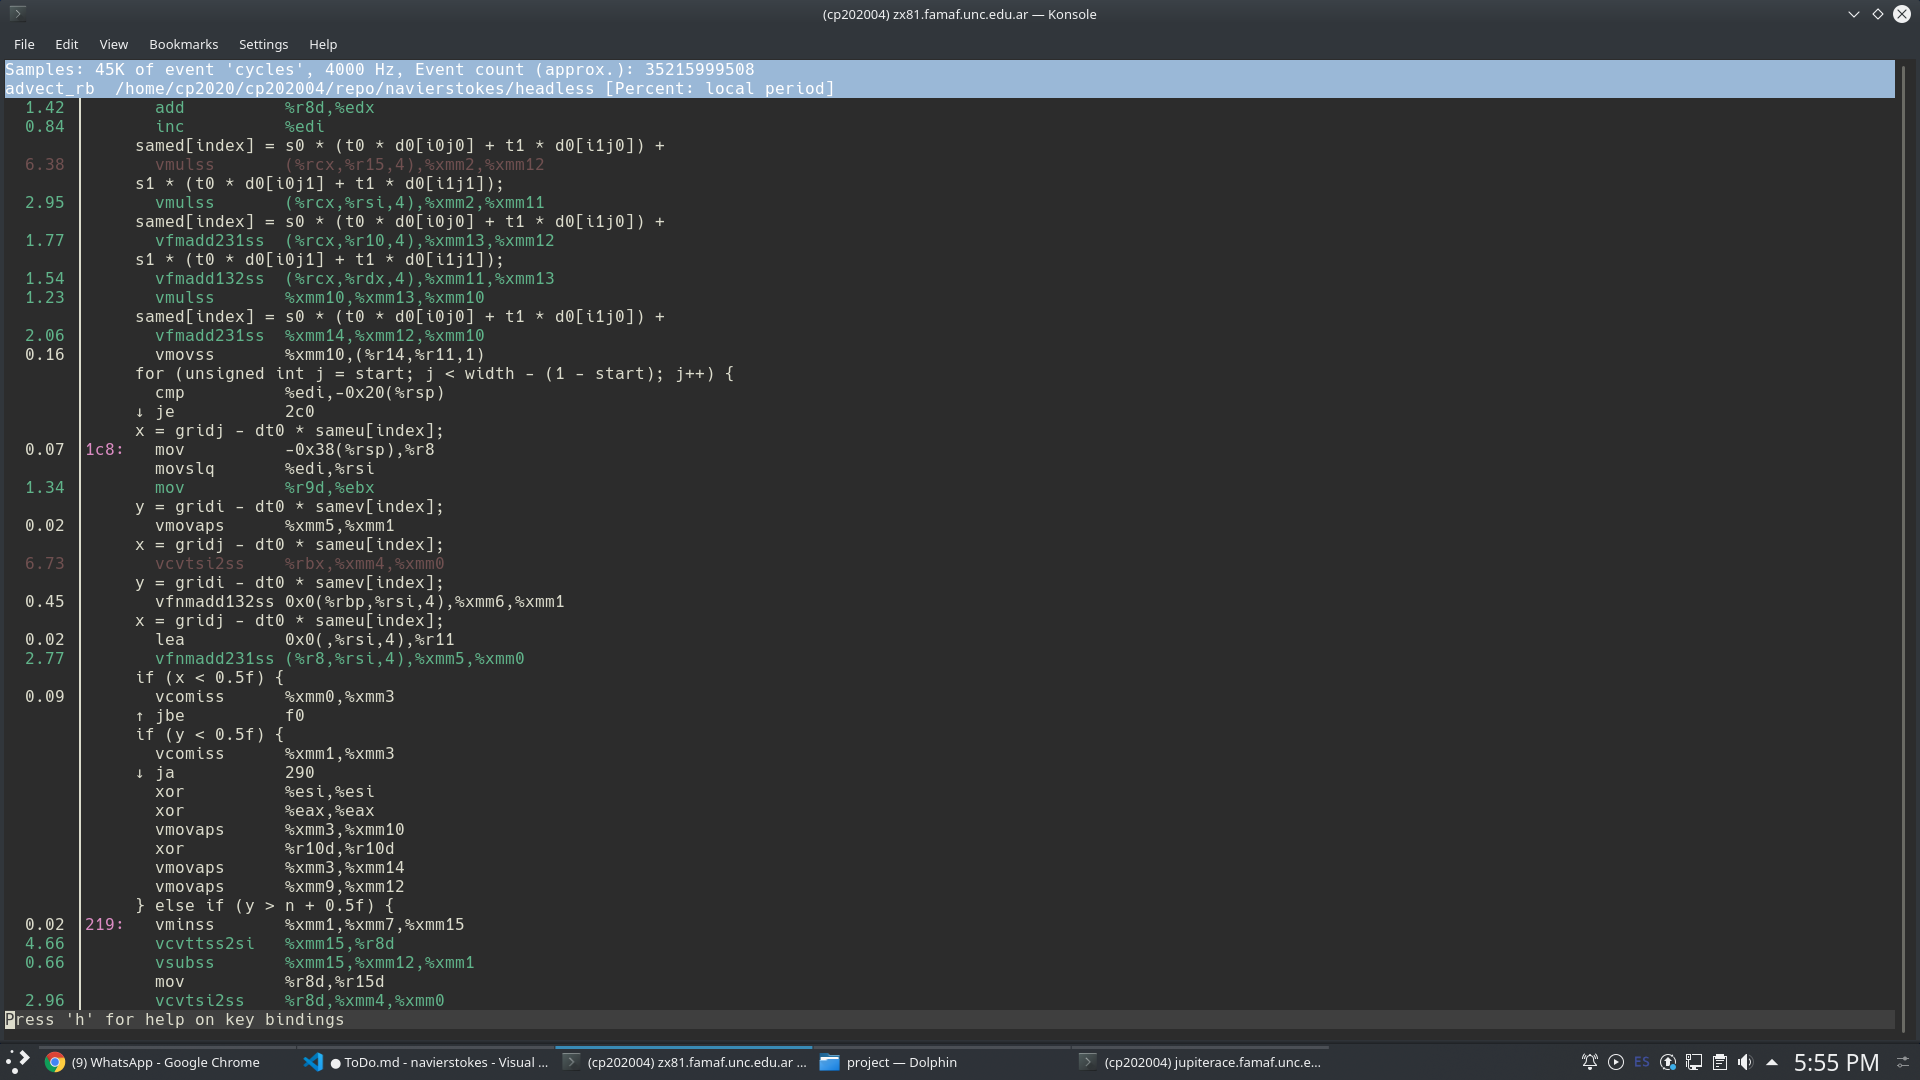 (cp202004) zx81.famaf.unc.edu.ar — Konsole
File Edit View Bookmarks Settings Help
Samples: 45K of event 'cycles', 4000 Hz, Event count (approx.): 35215999508
advect_rb /home/cp2020/cp202004/repo/navierstokes/headless [Percent: local period]
1.42 add %r8d,%edx
0.84 inc %edi
samed[index] = s0 * (t0 * d0[i0j0] + t1 * d0[i1j0]) +
6.38 vmulss (%rcx,%r15,4),%xmm2,%xmm12
s1 * (t0 * d0[i0j1] + t1 * d0[i1j1]);
2.95 vmulss (%rcx,%rsi,4),%xmm2,%xmm11
samed[index] = s0 * (t0 * d0[i0j0] + t1 * d0[i1j0]) +
1.77 vfmadd231ss (%rcx,%r10,4),%xmm13,%xmm12
s1 * (t0 * d0[i0j1] + t1 * d0[i1j1]);
1.54 vfmadd132ss (%rcx,%rdx,4),%xmm11,%xmm13
1.23 vmulss %xmm10,%xmm13,%xmm10
samed[index] = s0 * (t0 * d0[i0j0] + t1 * d0[i1j0]) +
2.06 vfmadd231ss %xmm14,%xmm12,%xmm10
0.16 vmovss %xmm10,(%r14,%r11,1)
for (unsigned int j = start; j < width - (1 - start); j++) {
cmp %edi,-0x20(%rsp)
↓ je 2c0
x = gridj - dt0 * sameu[index];
0.07 1c8: mov -0x38(%rsp),%r8
movslq %edi,%rsi
1.34 mov %r9d,%ebx
y = gridi - dt0 * samev[index];
0.02 vmovaps %xmm5,%xmm1
x = gridj - dt0 * sameu[index];
6.73 vcvtsi2ss %rbx,%xmm4,%xmm0
y = gridi - dt0 * samev[index];
0.45 vfnmadd132ss 0x0(%rbp,%rsi,4),%xmm6,%xmm1
x = gridj - dt0 * sameu[index];
0.02 lea 0x0(,%rsi,4),%r11
2.77 vfnmadd231ss (%r8,%rsi,4),%xmm5,%xmm0
if (x < 0.5f) {
0.09 vcomiss %xmm0,%xmm3
↑ jbe f0
if (y < 0.5f) {
vcomiss %xmm1,%xmm3
↓ ja 290
xor %esi,%esi
xor %eax,%eax
vmovaps %xmm3,%xmm10
xor %r10d,%r10d
vmovaps %xmm3,%xmm14
vmovaps %xmm9,%xmm12
} else if (y > n + 0.5f) {
0.02 219: vminss %xmm1,%xmm7,%xmm15
4.66 vcvttss2si %xmm15,%r8d
0.66 vsubss %xmm15,%xmm12,%xmm1
mov %r8d,%r15d
2.96 vcvtsi2ss %r8d,%xmm4,%xmm0
Press 'h' for help on key bindings
(9) WhatsApp - Google Chrome ● ToDo.md - navierstokes - Visual ... (cp202004) zx81.famaf.unc.edu.ar ... project — Dolphin (cp202004) jupiterace.famaf.unc.e... ES 5:55 PM